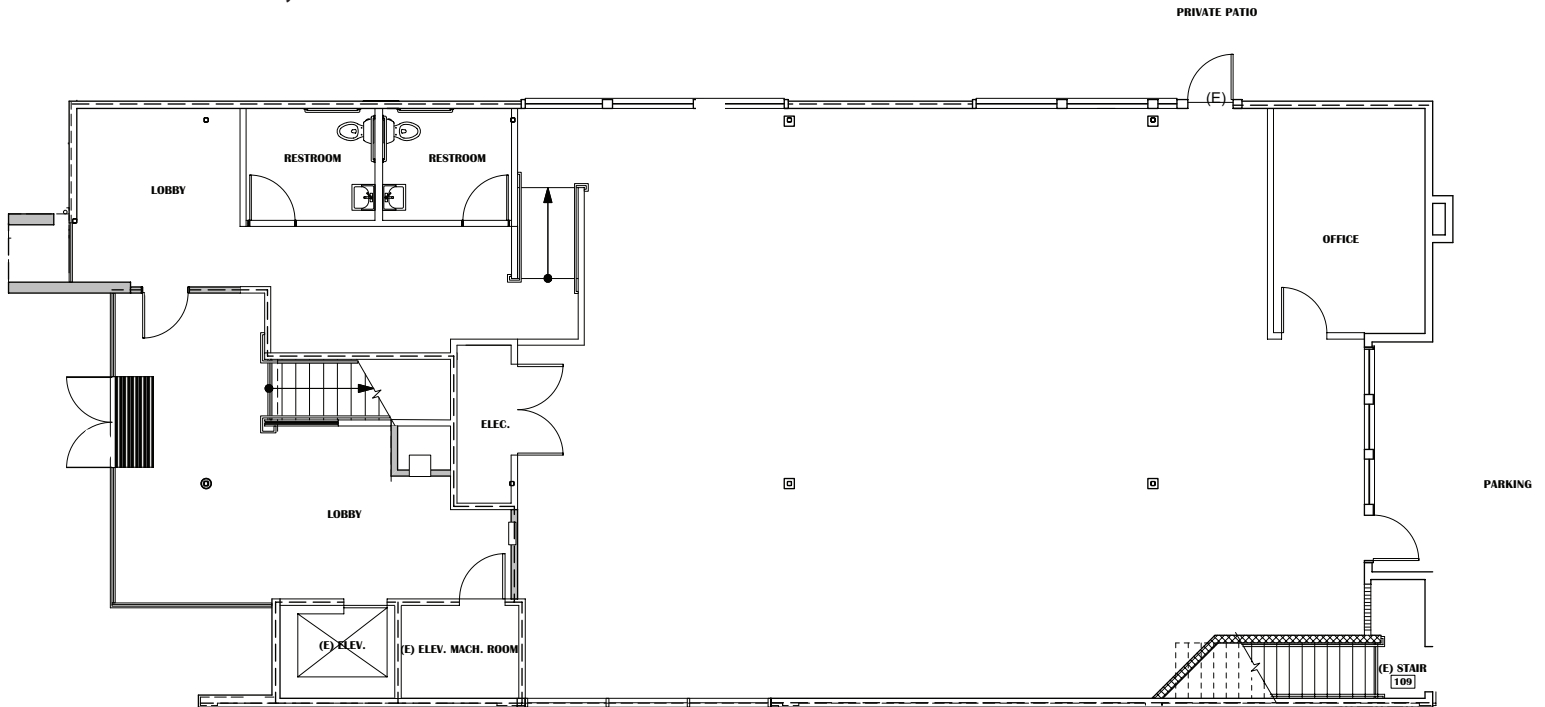 PRIVATE PATIO
(E)
RESTROOM
RESTROOM
LOBBY
OFFICE
ELEC.
PARKING
LOBBY
(E) ELEV.
(E) ELEV. MACH. ROOM
(E) STAIR
109